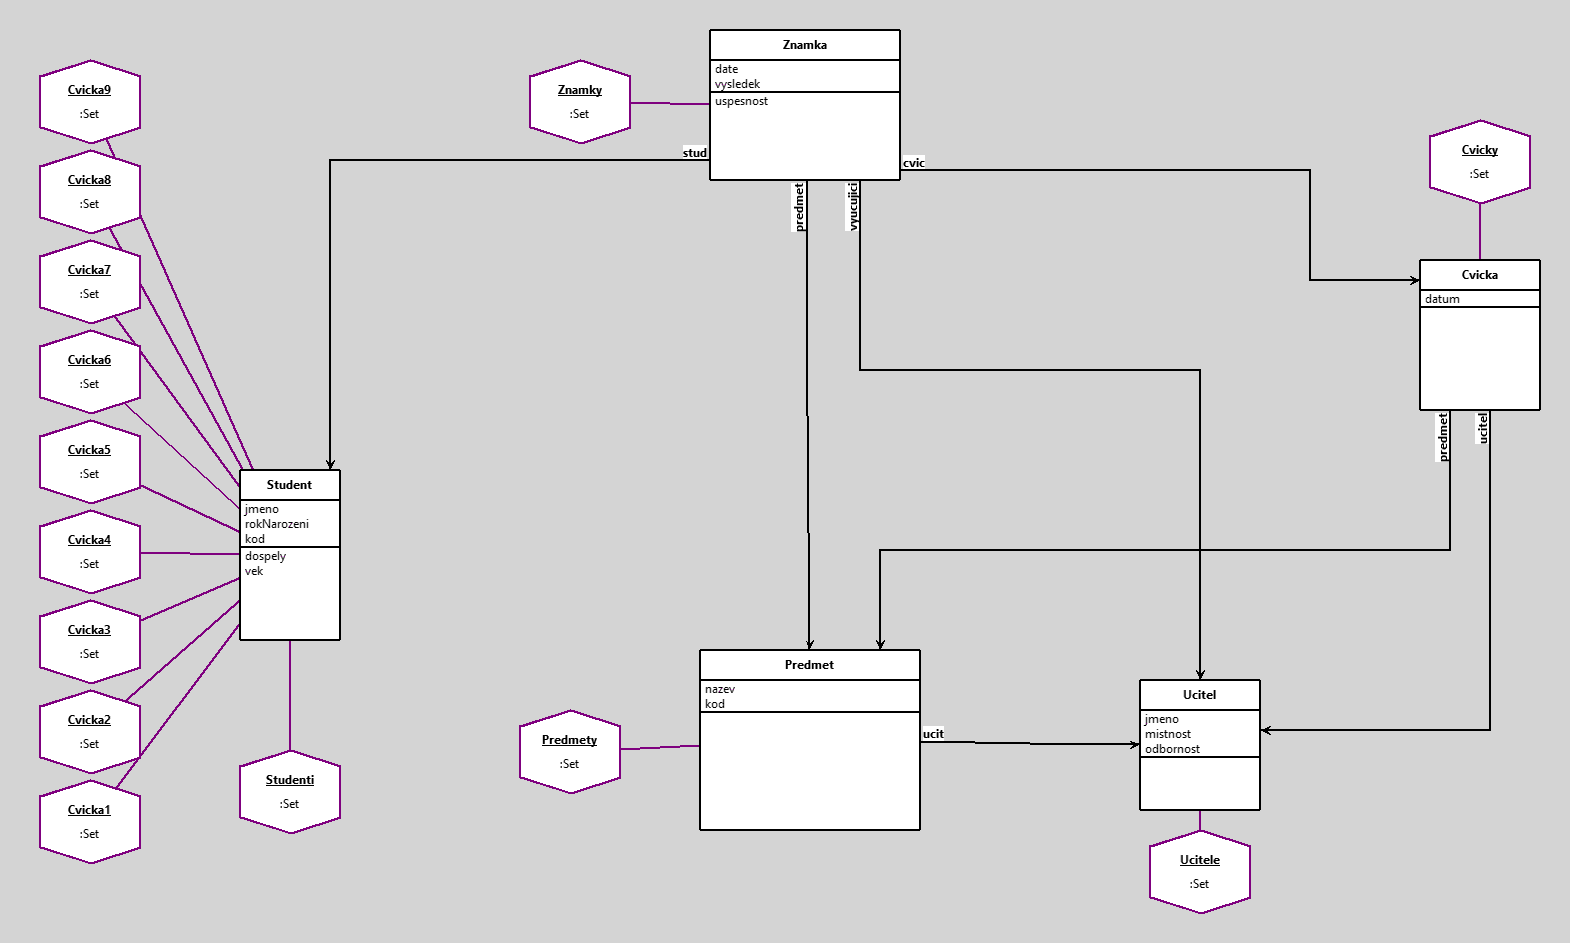 Znamka
date
vysledek
uspesnost
Znamky
:Set
stud
cvic
predmet
vyucujici
Cvicky
:Set
Cvicka
datum
predmet
ucitel
Cvicka9
:Set
Cvicka8
:Set
Cvicka7
:Set
Cvicka6
:Set
Cvicka5
:Set
Cvicka4
:Set
Cvicka3
:Set
Cvicka2
:Set
Cvicka1
:Set
Student
jmeno
rokNarozeni
kod
dospely
vek
Studenti
:Set
Predmet
nazev
kod
Predmety
:Set
ucit
Ucitel
jmeno
mistnost
odbornost
Ucitele
:Set